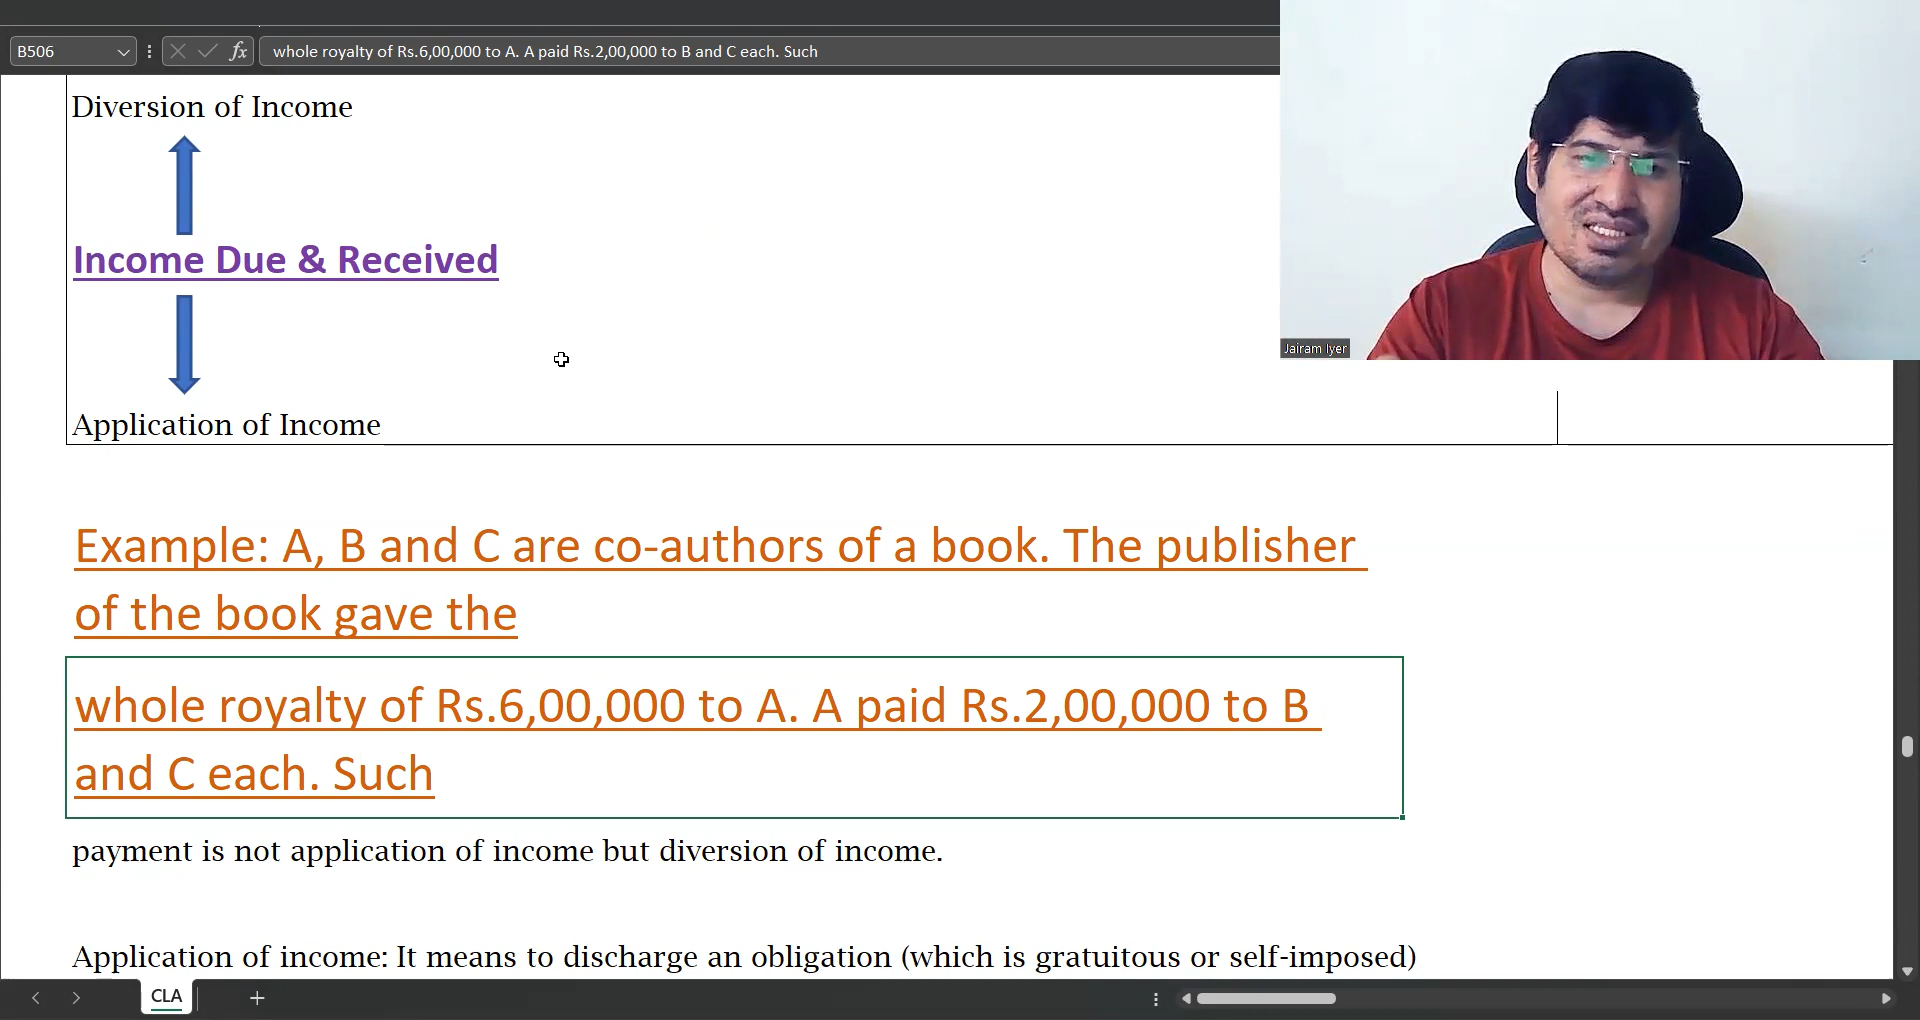 B506
fx
whole royalty of Rs.6,00,000 to A. A paid Rs.2,00,000 to B and C each. Such
Diversion of Income
Income Due & Received
Jairam Iyer
Application of Income
Example: A, B and C are co-authors of a book. The publisher
of the book gave the
whole royalty of Rs.6,00,000 to A. A paid Rs.2,00,000 to B
and C each. Such
payment is not application of income but diversion of income.
Application of income: It means to discharge an obligation (which is gratuitous or self-imposed)
CLA